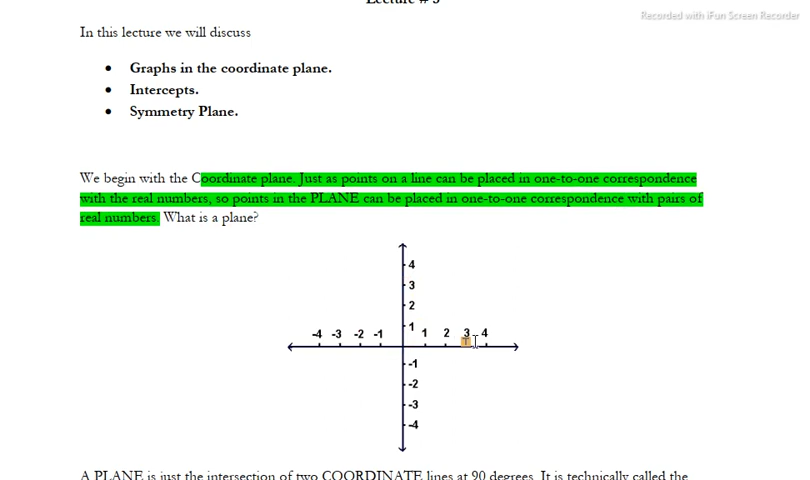 Lecture # 3
Recorded with iFun Screen Recorder
In this lecture we will discuss
• Graphs in the coordinate plane.
• Intercepts.
• Symmetry Plane.
We begin with the Coordinate plane. Just as points on a line can be placed in one-to-one correspondence
with the real numbers, so points in the PLANE can be placed in one-to-one correspondence with pairs of
real numbers. What is a plane?
4
3
2
1
-4 -3 -2 -1 1 2 3 4
-1
-2
-3
-4
A PLANE is just the intersection of two COORDINATE lines at 90 degrees. It is technically called the